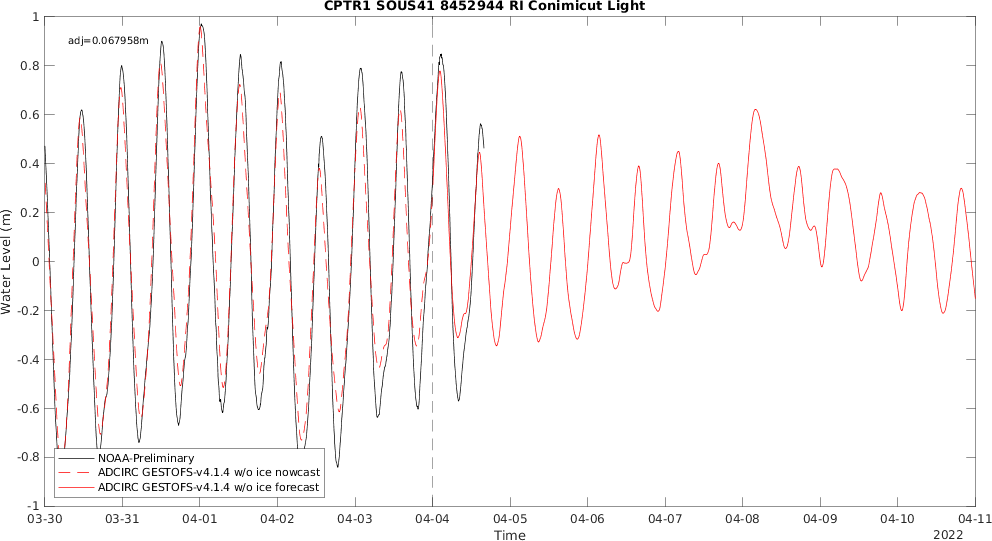 CPTR1 SOUS41 8452944 RI Conimicut Light
adj=0.067958m
1
0.8
0.6
0.4
0.2
0
-0.2
-0.4
-0.6
-0.8
-1
Water Level (m)
NOAA-Preliminary
ADCIRC GESTOFS-v4.1.4 w/o ice nowcast
ADCIRC GESTOFS-v4.1.4 w/o ice forecast
03-30 03-31 04-01 04-02 04-03 04-04 04-05 04-06 04-07 04-08 04-09 04-10 04-11
Time
2022